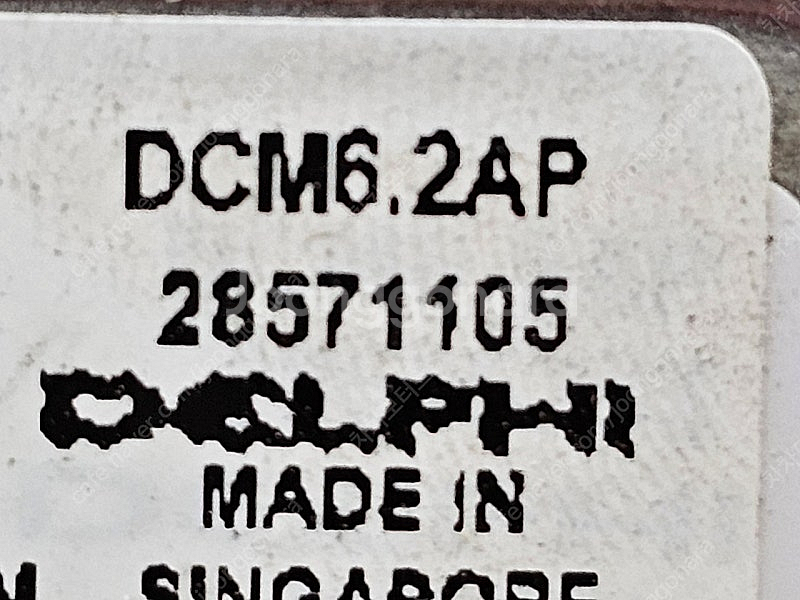 DCM6.2AP
28571105
DELPHI
MADE IN
SINGAPORE